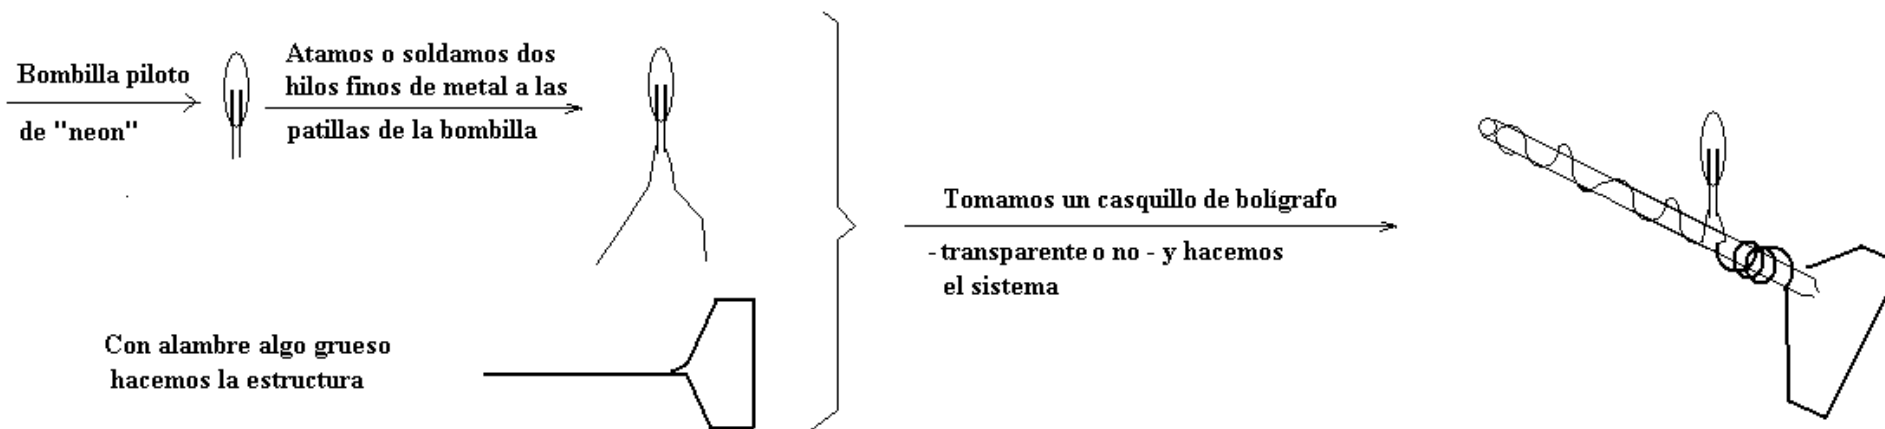 Bombilla piloto
de "neon"
Atamos o soldamos dos
hilos finos de metal a las
patillas de la bombilla
Con alambre algo grueso
hacemos la estructura
Tomamos un casquillo de bolígrafo
- transparente o no - y hacemos
el sistema